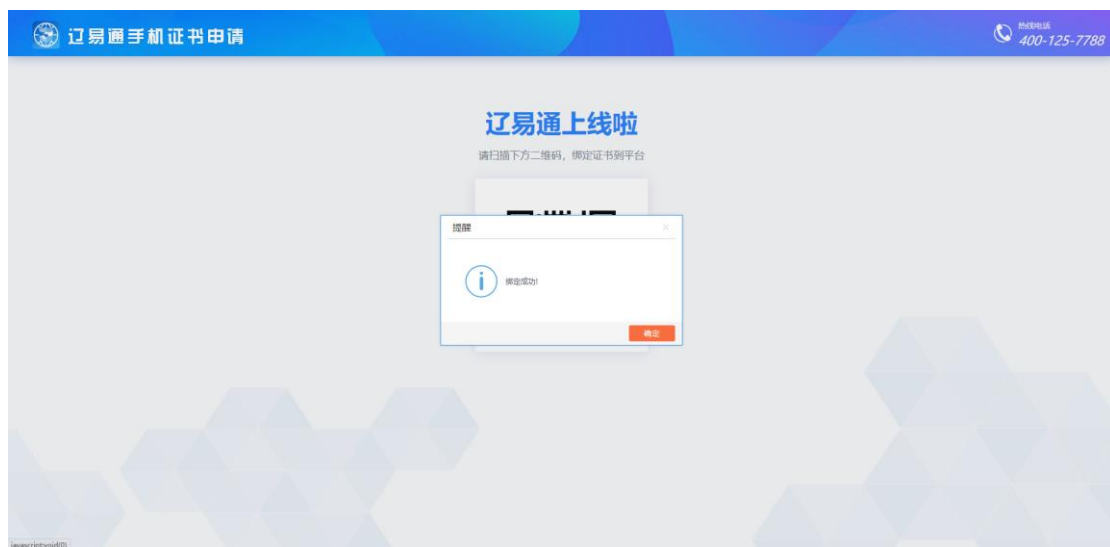 辽易通手机证书申请
热线电话
400-125-7788
辽易通上线啦
请扫描下方二维码，绑定证书到平台
提醒
绑定成功!
确定
javascript:void(0)